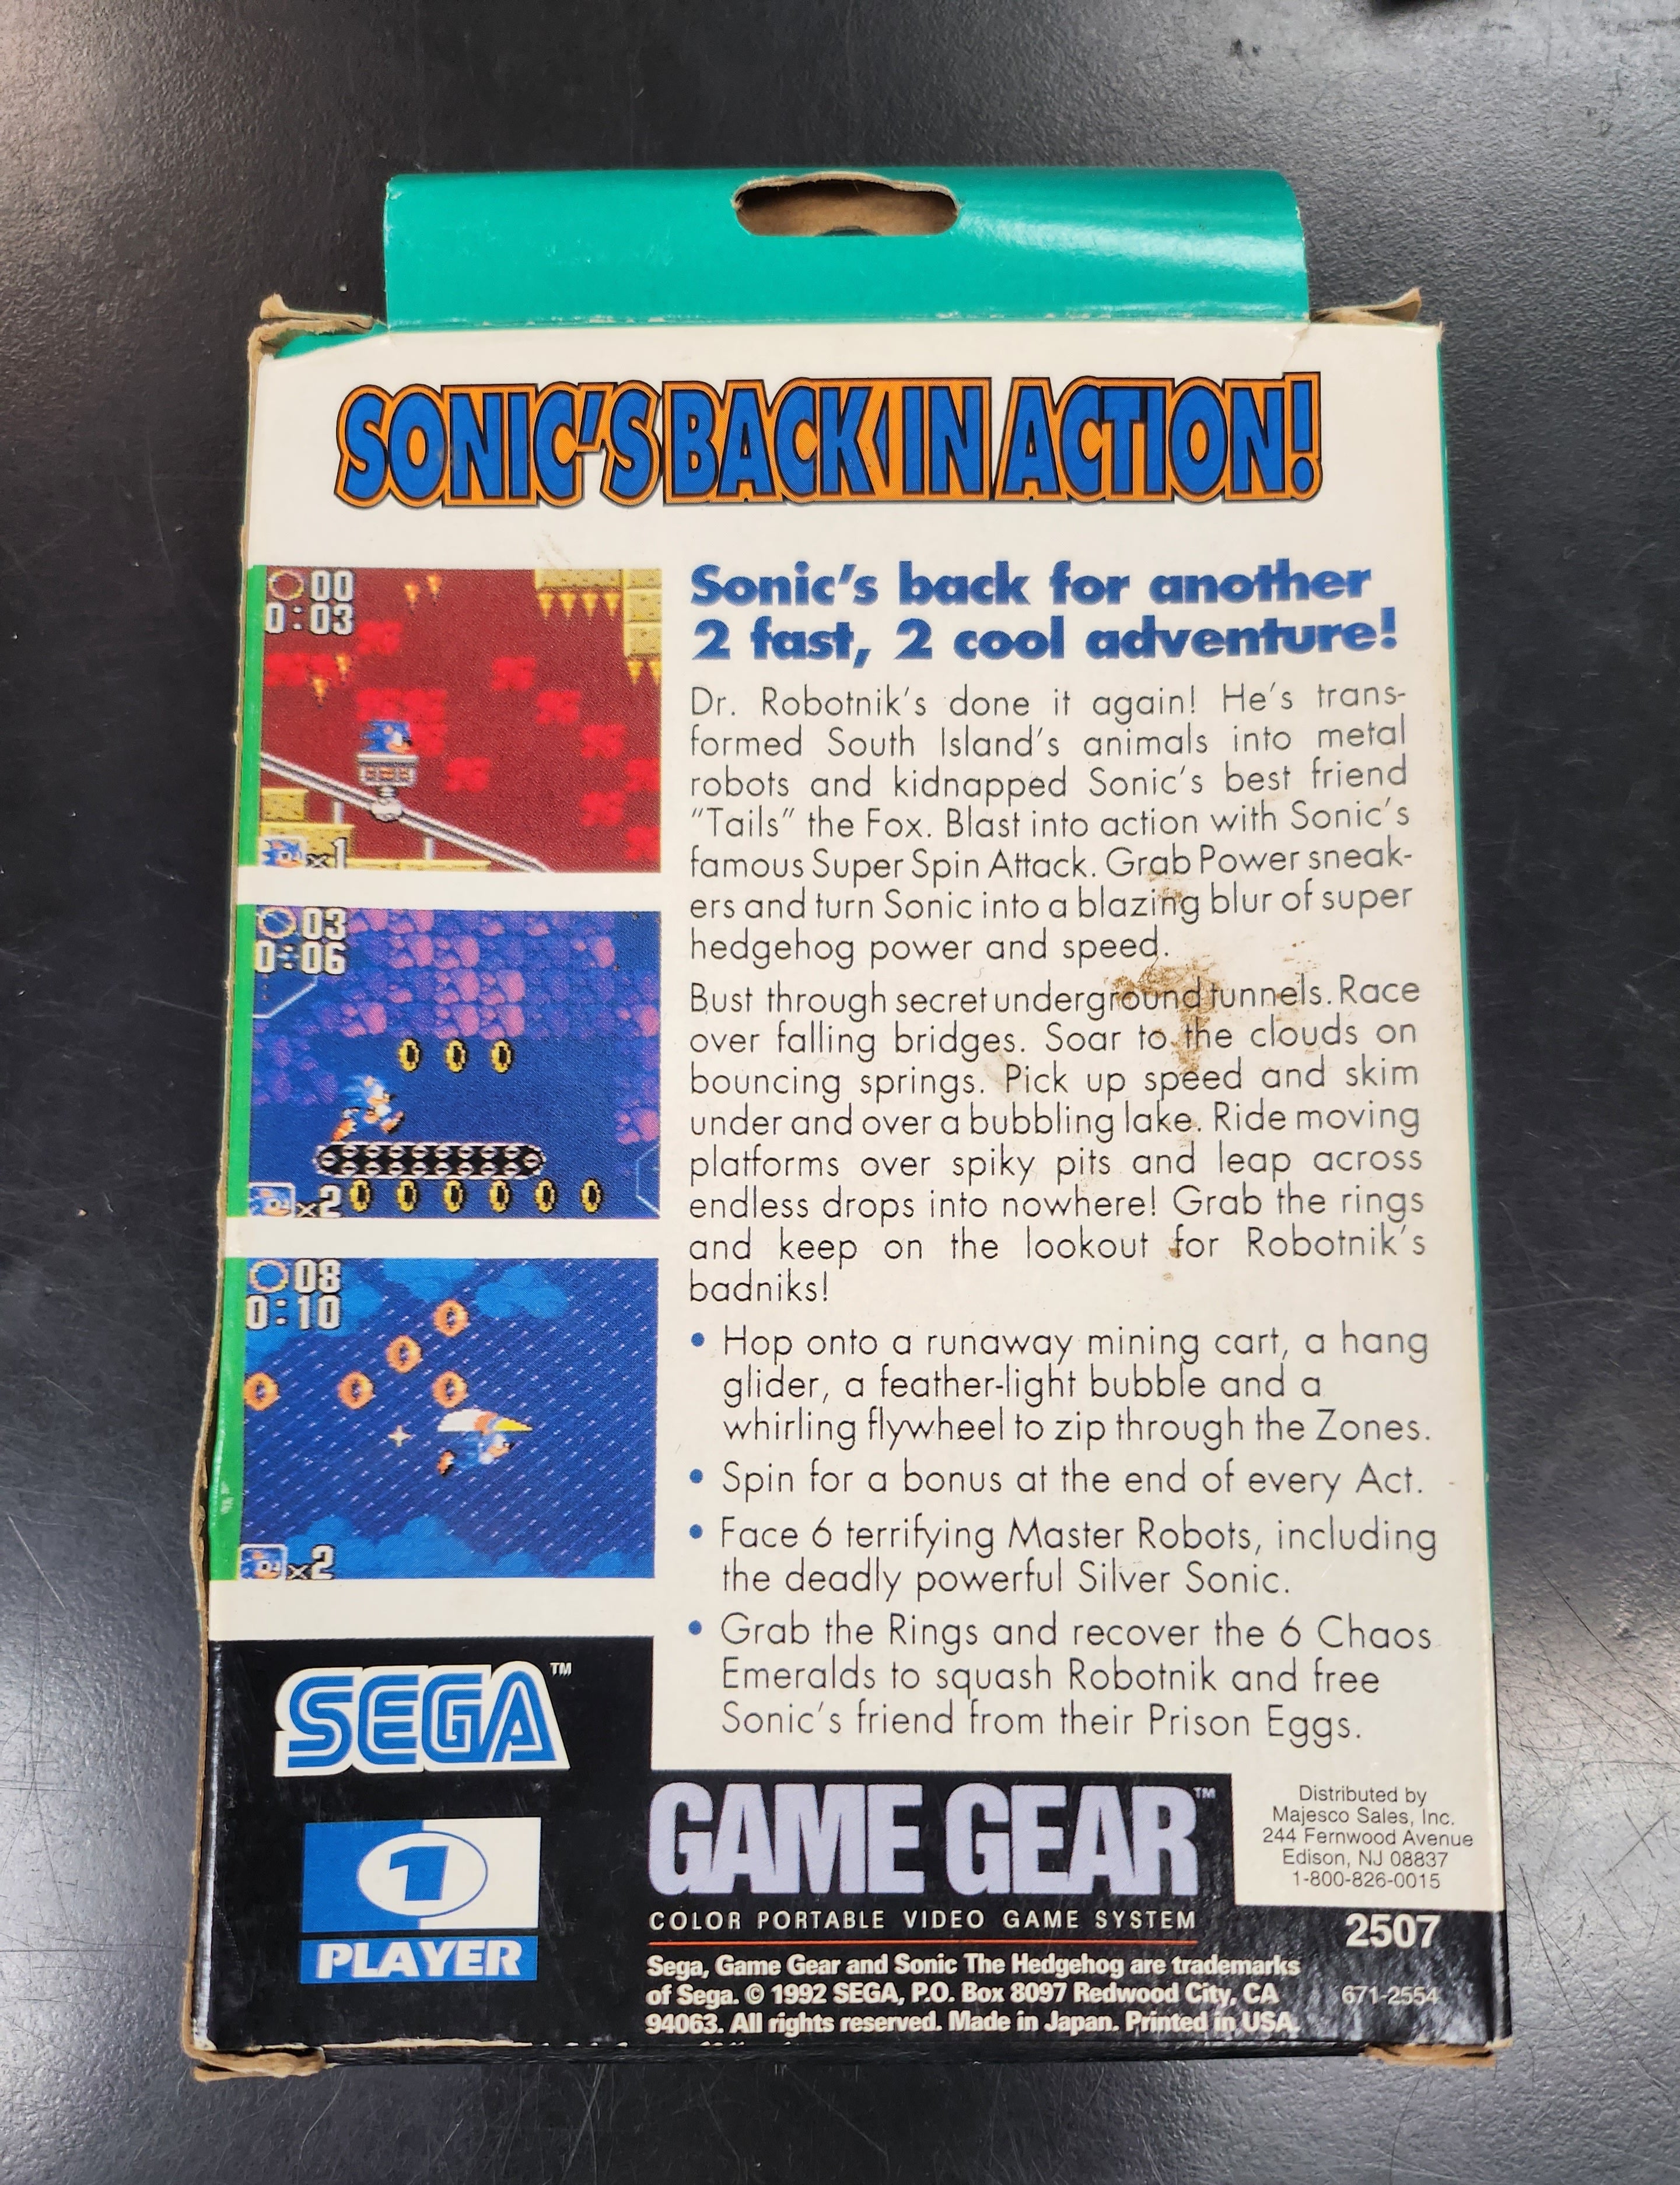 SONIC'S BACK IN ACTION!
00
0:03
x1
03
0:06
x2
08
0:10
x2
Sonic's back for another
2 fast, 2 cool adventure!
Dr. Robotnik's done it again! He's trans-
formed South Island's animals into metal
robots and kidnapped Sonic's best friend
"Tails" the Fox. Blast into action with Sonic's
famous Super Spin Attack. Grab Power sneak-
ers and turn Sonic into a blazing blur of super
hedgehog power and speed.
Bust through secret underground tunnels. Race
over falling bridges. Soar to the clouds on
bouncing springs. Pick up speed and skim
under and over a bubbling lake. Ride moving
platforms over spiky pits and leap across
endless drops into nowhere! Grab the rings
and keep on the lookout for Robotnik's
badniks!
• Hop onto a runaway mining cart, a hang
glider, a feather-light bubble and a
whirling flywheel to zip through the Zones.
• Spin for a bonus at the end of every Act.
• Face 6 terrifying Master Robots, including
the deadly powerful Silver Sonic.
• Grab the Rings and recover the 6 Chaos
Emeralds to squash Robotnik and free
Sonic's friend from their Prison Eggs.
SEGA™
1
PLAYER
GAME GEAR™
COLOR PORTABLE VIDEO GAME SYSTEM
Sega, Game Gear and Sonic The Hedgehog are trademarks
of Sega. © 1992 SEGA, P.O. Box 8097 Redwood City, CA
94063. All rights reserved. Made in Japan. Printed in USA.
Distributed by
Majesco Sales, Inc.
244 Fernwood Avenue
Edison, NJ 08837
1-800-826-0015
2507
671-2554